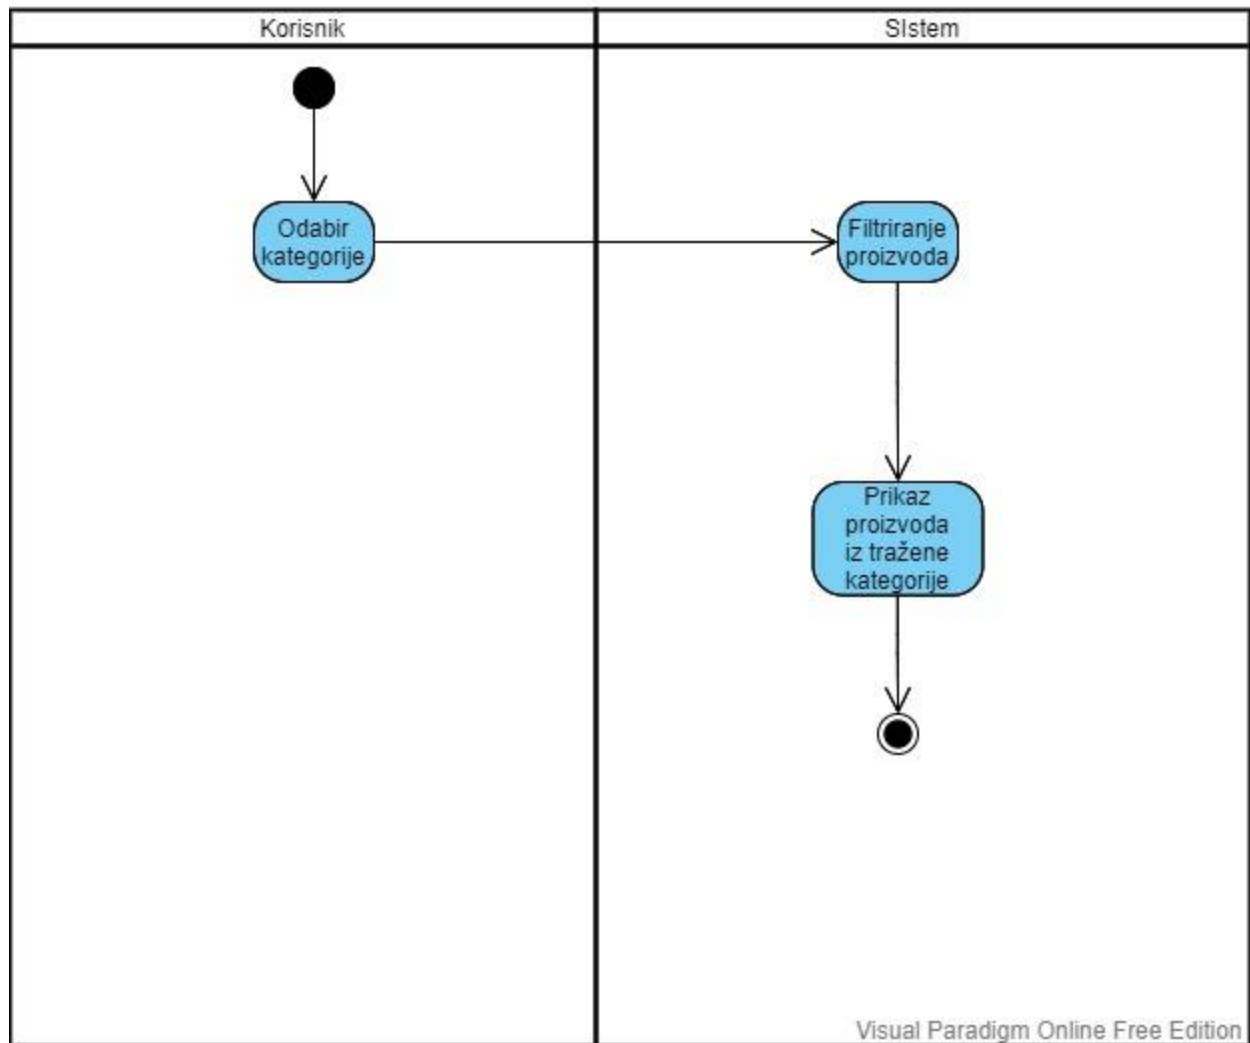 Korisnik
SIstem
Odabir
kategorije
Filtriranje
proizvoda
Prikaz
proizvoda
iz tražene
kategorije
Visual Paradigm Online Free Edition